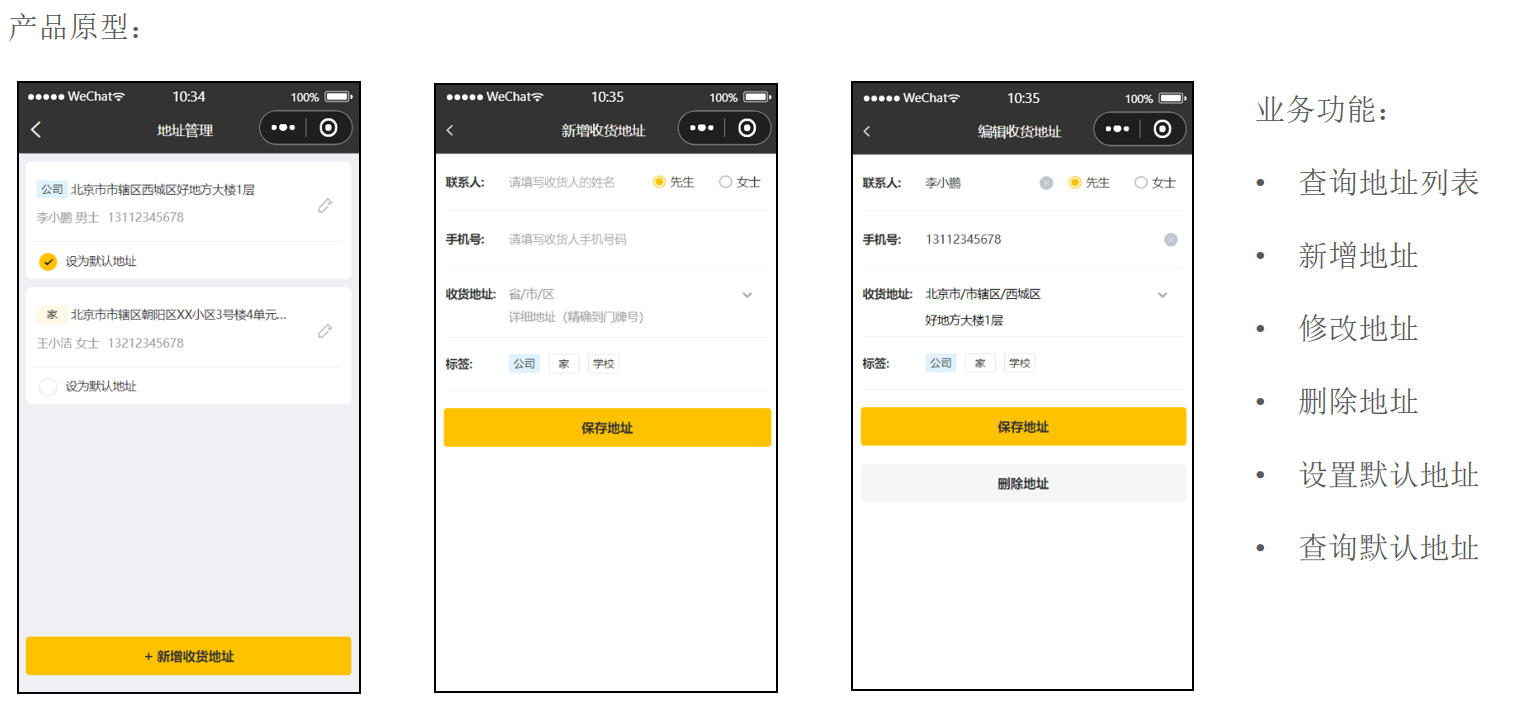 产品原型：
WeChat 10:34 100%
地址管理
公司 北京市市辖区西城区好地方大楼1层
李小鹏 男士 13112345678
设为默认地址
家 北京市市辖区朝阳区XX小区3号楼4单元...
王小洁 女士 13212345678
设为默认地址
+ 新增收货地址
WeChat 10:35 100%
新增收货地址
联系人: 请填写收货人的姓名 先生 女士
手机号: 请填写收货人手机号码
收货地址: 省/市/区
详细地址（精确到门牌号）
标签: 公司 家 学校
保存地址
WeChat 10:35 100%
编辑收货地址
联系人: 李小鹏 先生 女士
手机号: 13112345678
收货地址: 北京市/市辖区/西城区
好地方大楼1层
标签: 公司 家 学校
保存地址
删除地址
业务功能：
• 查询地址列表
• 新增地址
• 修改地址
• 删除地址
• 设置默认地址
• 查询默认地址